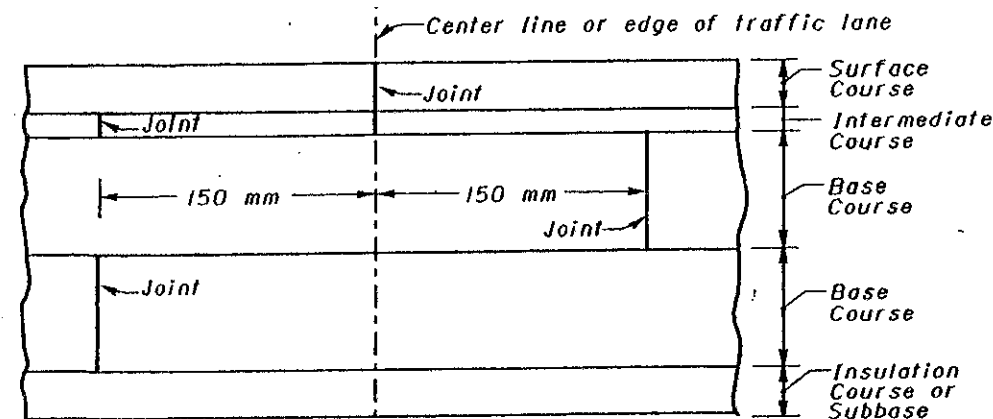 Center line or edge of traffic lane
Surface
Course
Joint
Joint
Intermediate
Course
150 mm
150 mm
Base
Course
Joint
Joint
Base
Course
Insulation
Course or
Subbase